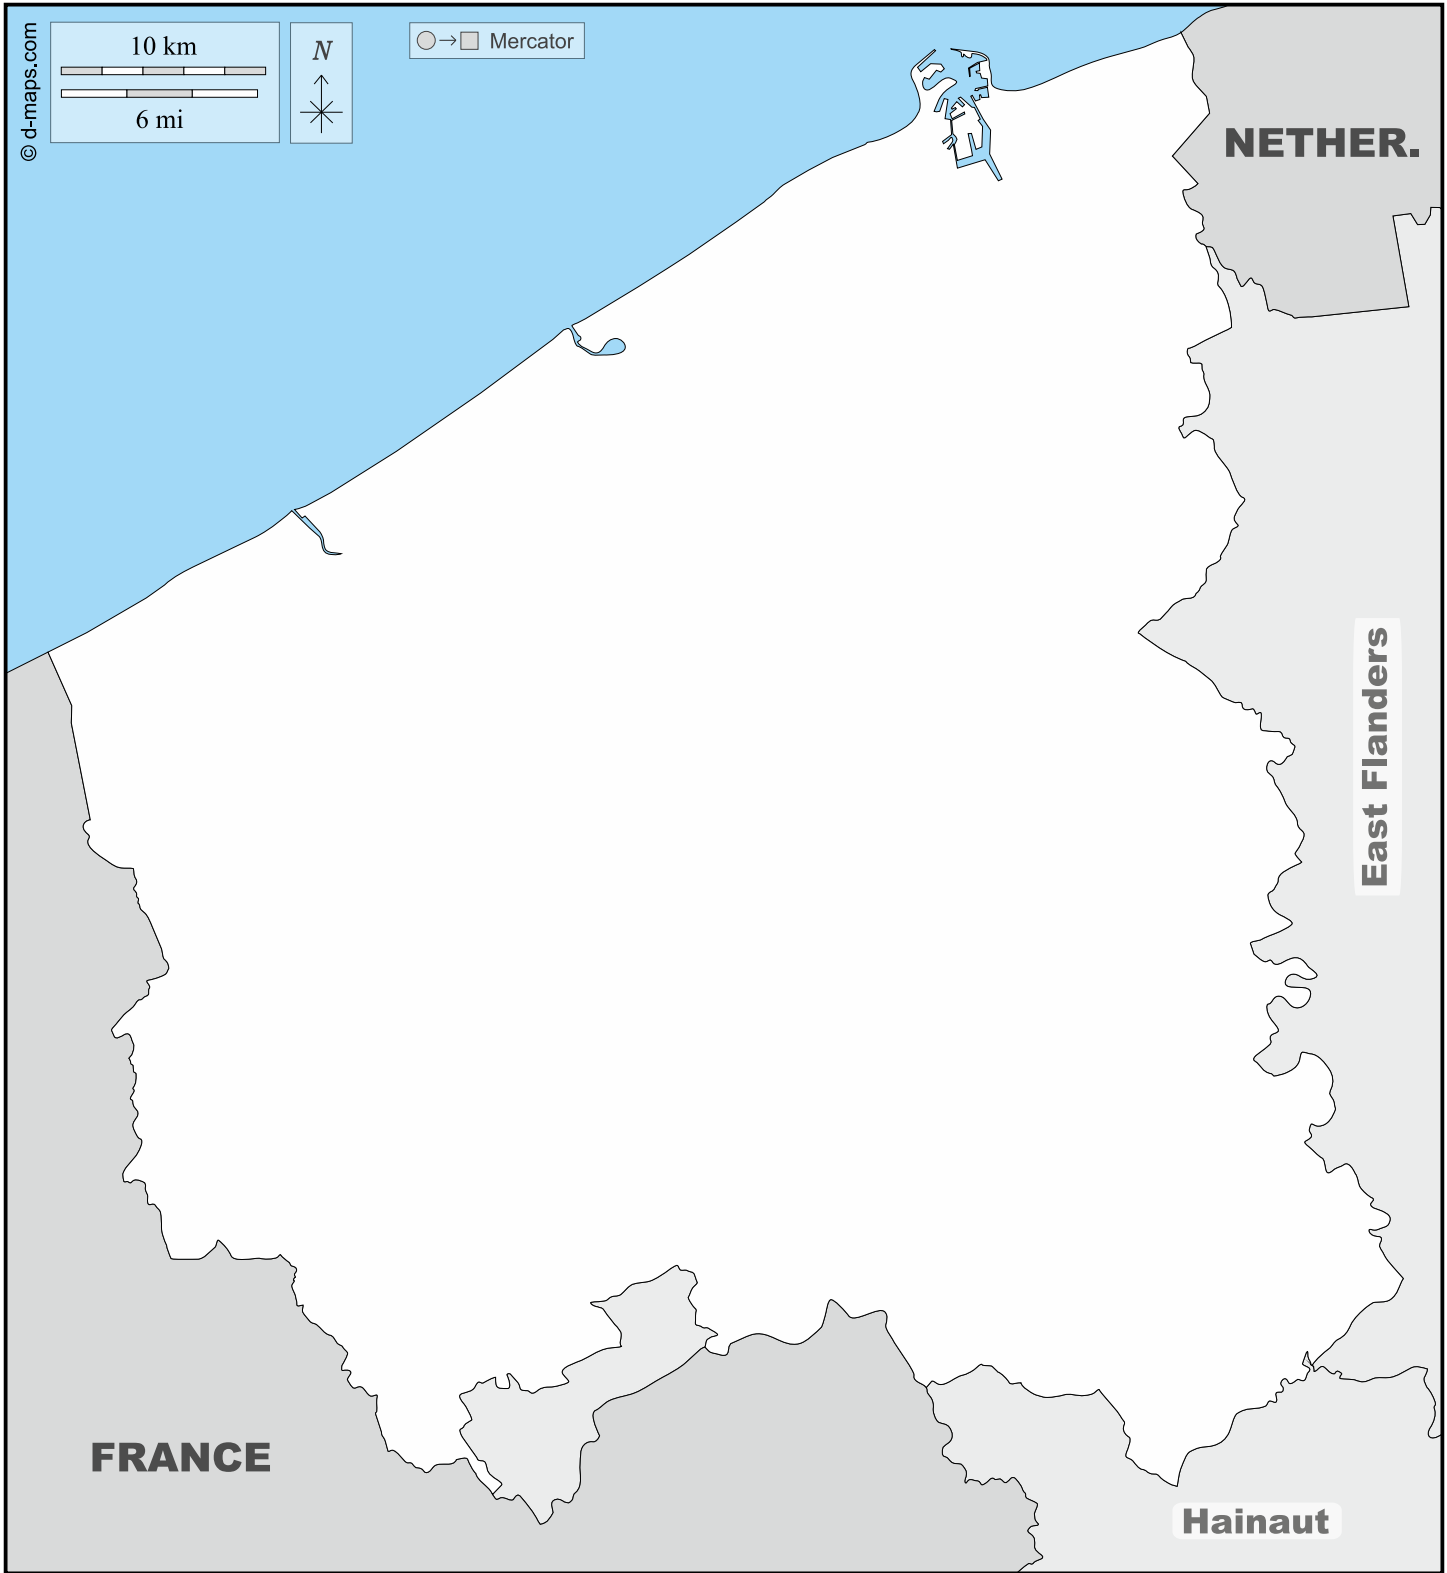 © d-maps.com
10 km
6 mi
N
Mercator
NETHER.
East Flanders
FRANCE
Hainaut